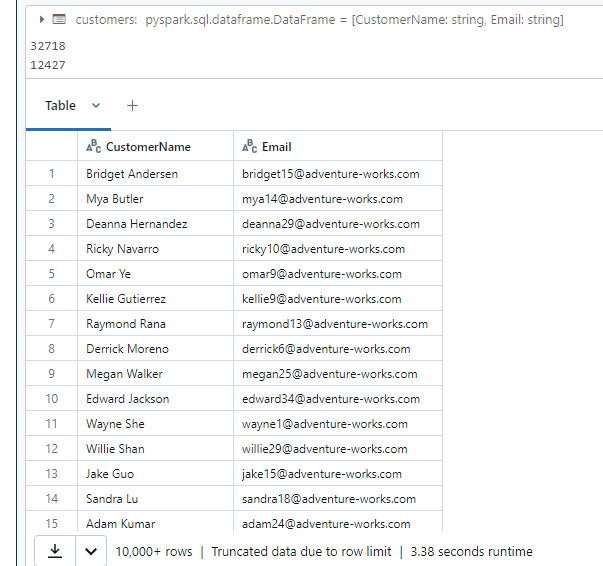 customers: pyspark.sql.dataframe.DataFrame = [CustomerName: string, Email: string]
32718
12427
Table
ABC CustomerName ABC Email
1 Bridget Andersen bridget15@adventure-works.com
2 Mya Butler mya14@adventure-works.com
3 Deanna Hernandez deanna29@adventure-works.com
4 Ricky Navarro ricky10@adventure-works.com
5 Omar Ye omar9@adventure-works.com
6 Kellie Gutierrez kellie9@adventure-works.com
7 Raymond Rana raymond13@adventure-works.com
8 Derrick Moreno derrick6@adventure-works.com
9 Megan Walker megan25@adventure-works.com
10 Edward Jackson edward34@adventure-works.com
11 Wayne She wayne1@adventure-works.com
12 Willie Shan willie29@adventure-works.com
13 Jake Guo jake15@adventure-works.com
14 Sandra Lu sandra18@adventure-works.com
15 Adam Kumar adam24@adventure-works.com
10,000+ rows | Truncated data due to row limit | 3.38 seconds runtime